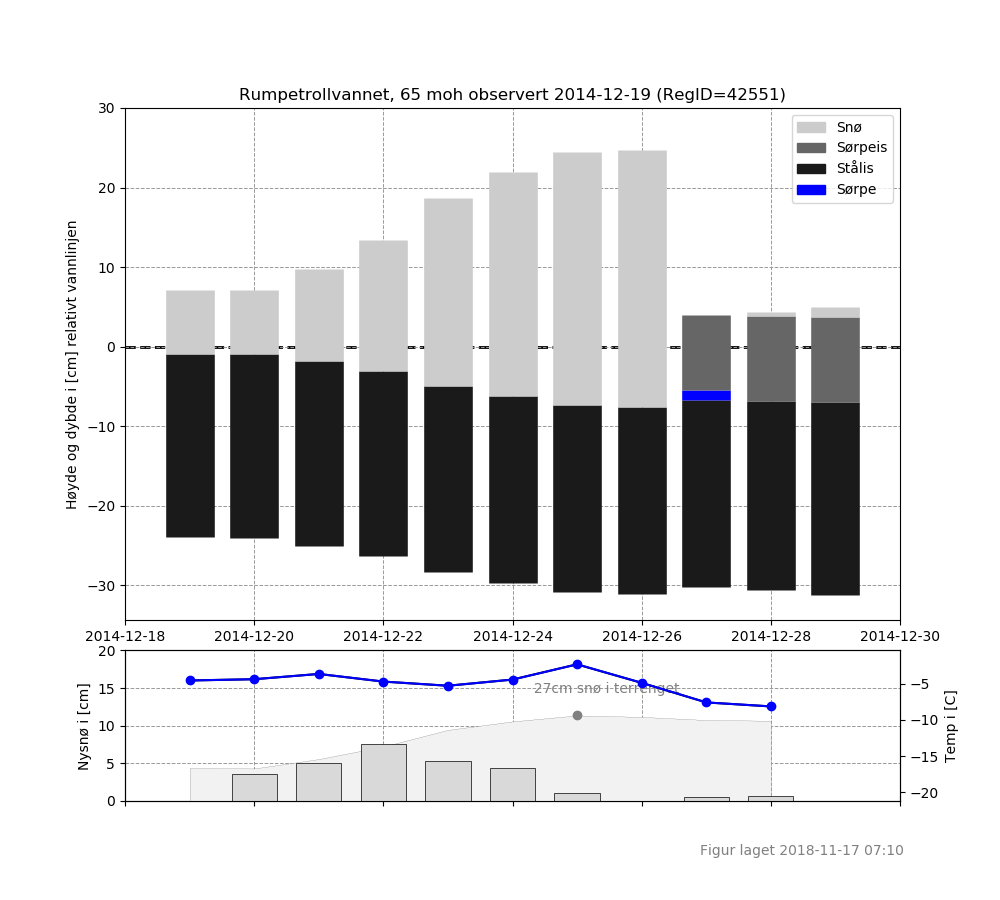 Rumpetrollvannet, 65 moh observert 2014-12-19 (RegID=42551)
Høyde og dybde i [cm] relativt vannlinjen
30
20
10
0
−10
−20
−30
Snø
Sørpeis
Stålis
Sørpe
2014-12-18 2014-12-20 2014-12-22 2014-12-24 2014-12-26 2014-12-28 2014-12-30
Nysnø i [cm]
20
15
10
5
0
27cm snø i terrenget
−5
−10
−15
−20
Temp i [C]
Figur laget 2018-11-17 07:10